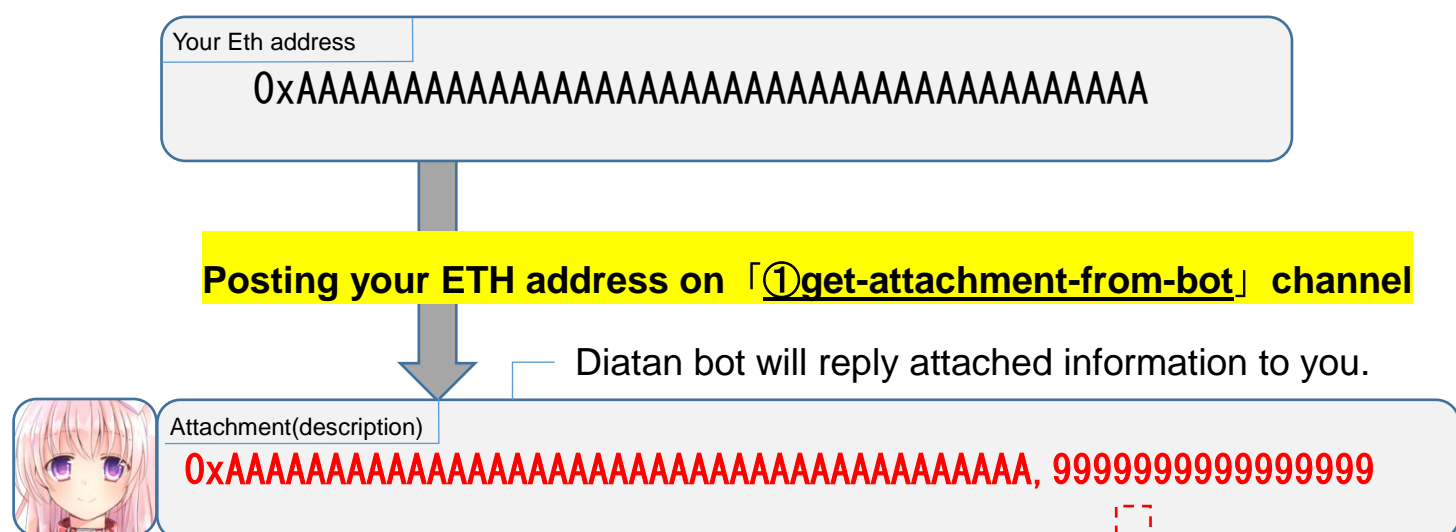 Your Eth address
0xAAAAAAAAAAAAAAAAAAAAAAAAAAAAAAAAAAAAAAAA
Posting your ETH address on「①get-attachment-from-bot」channel
Diatan bot will reply attached information to you.
Attachment(description)
0xAAAAAAAAAAAAAAAAAAAAAAAAAAAAAAAAAAAAAAAA,99999999999999999